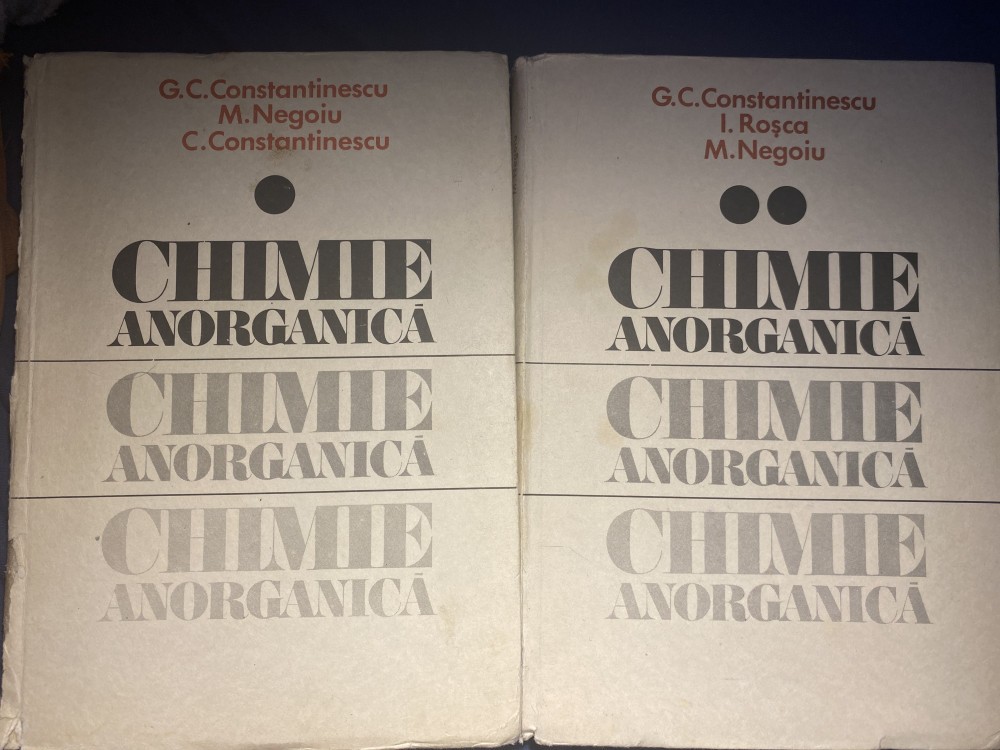 G.C.Constantinescu
M.Negoiu
C.Constantinescu
CHIMIE
ANORGANICĂ
CHIMIE
ANORGANICĂ
CHIMIE
ANORGANICĂ
G.C.Constantinescu
I. Roşca
M.Negoiu
CHIMIE
ANORGANICĂ
CHIMIE
ANORGANICĂ
CHIMIE
ANORGANICĂ